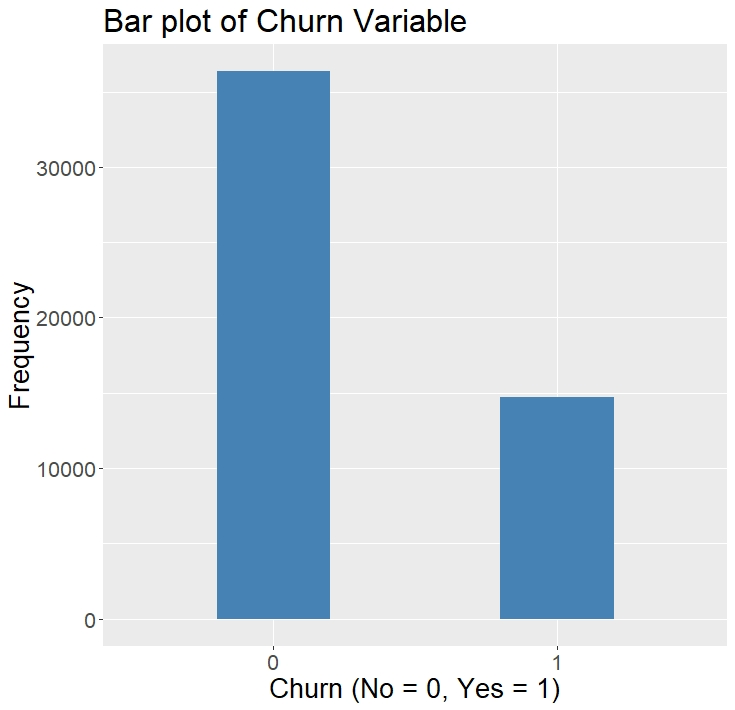 Bar plot of Churn Variable
Frequency
30000
20000
10000
0
0 1
Churn (No = 0, Yes = 1)